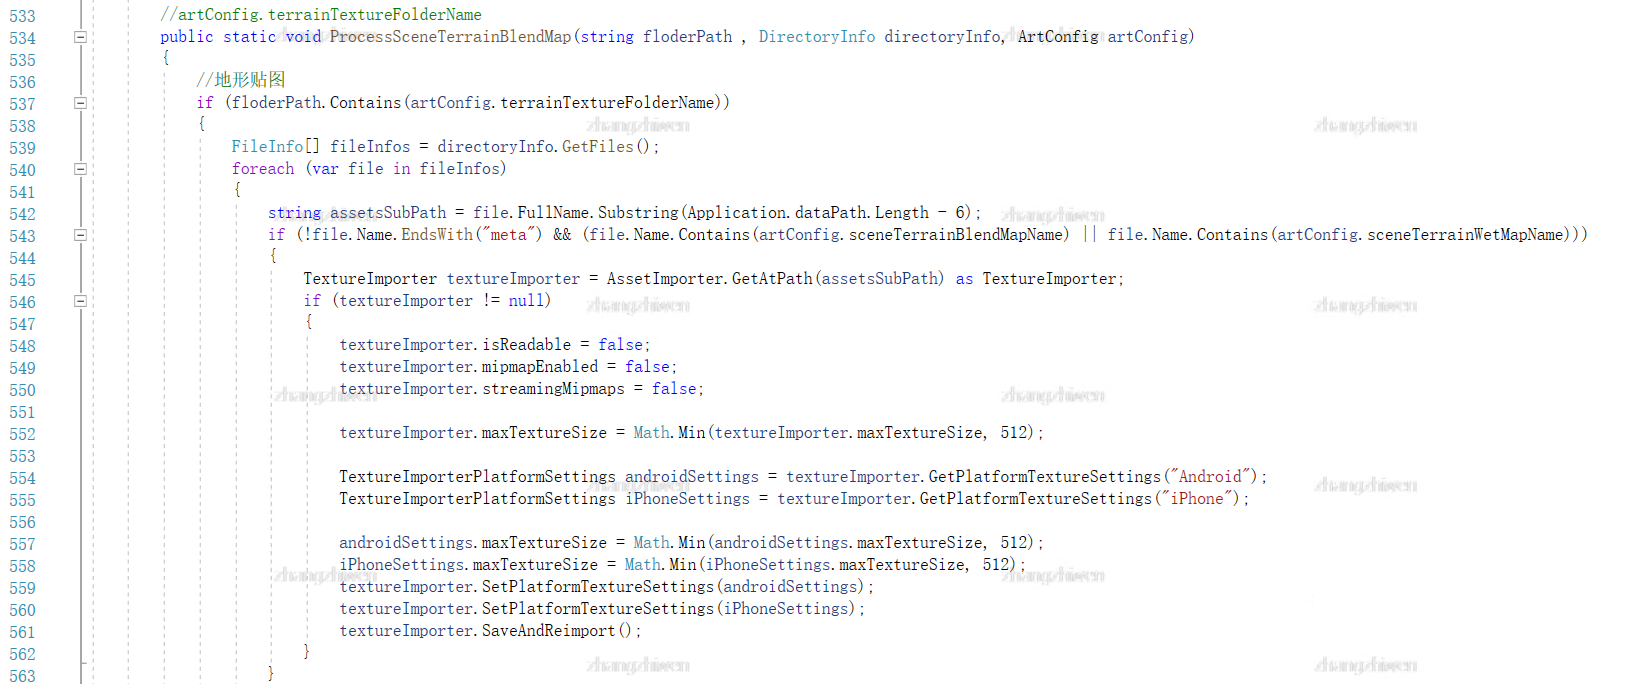 533 //artConfig.terrainTextureFolderName
534 public static void ProcessSceneTerrainBlendMap(string floderPath , DirectoryInfo directoryInfo, ArtConfig artConfig)
535 {
536 //地形贴图
537 if (floderPath.Contains(artConfig.terrainTextureFolderName))
538 {
539 FileInfo[] fileInfos = directoryInfo.GetFiles();
540 foreach (var file in fileInfos)
541 {
542 string assetsSubPath = file.FullName.Substring(Application.dataPath.Length - 6);
543 if (!file.Name.EndsWith("meta") && (file.Name.Contains(artConfig.sceneTerrainBlendMapName) || file.Name.Contains(artConfig.sceneTerrainWetMapName)))
544 {
545 TextureImporter textureImporter = AssetImporter.GetAtPath(assetsSubPath) as TextureImporter;
546 if (textureImporter != null)
547 {
548 textureImporter.isReadable = false;
549 textureImporter.mipmapEnabled = false;
550 textureImporter.streamingMipmaps = false;
551
552 textureImporter.maxTextureSize = Math.Min(textureImporter.maxTextureSize, 512);
553
554 TextureImporterPlatformSettings androidSettings = textureImporter.GetPlatformTextureSettings("Android");
555 TextureImporterPlatformSettings iPhoneSettings = textureImporter.GetPlatformTextureSettings("iPhone");
556
557 androidSettings.maxTextureSize = Math.Min(androidSettings.maxTextureSize, 512);
558 iPhoneSettings.maxTextureSize = Math.Min(iPhoneSettings.maxTextureSize, 512);
559 textureImporter.SetPlatformTextureSettings(androidSettings);
560 textureImporter.SetPlatformTextureSettings(iPhoneSettings);
561 textureImporter.SaveAndReimport();
562 }
563 }